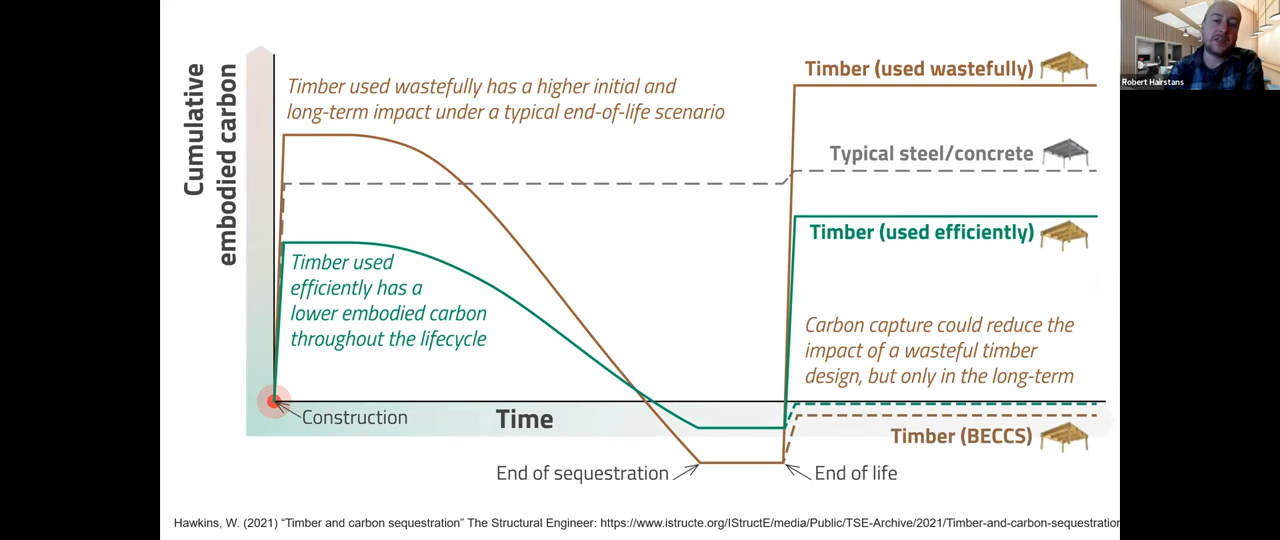 Robert Hairstans
Cumulative
embodied carbon
Timber used wastefully has a higher initial and
long-term impact under a typical end-of-life scenario
Timber (used wastefully)
Typical steel/concrete
Timber (used efficiently)
Timber used
efficiently has a
lower embodied carbon
throughout the lifecycle
Carbon capture could reduce the
impact of a wasteful timber
design, but only in the long-term
Construction
Time
Timber (BECCS)
End of sequestration
End of life
Hawkins, W. (2021) “Timber and carbon sequestration” The Structural Engineer: https://www.istructe.org/IStructE/media/Public/TSE-Archive/2021/Timber-and-carbon-sequestration